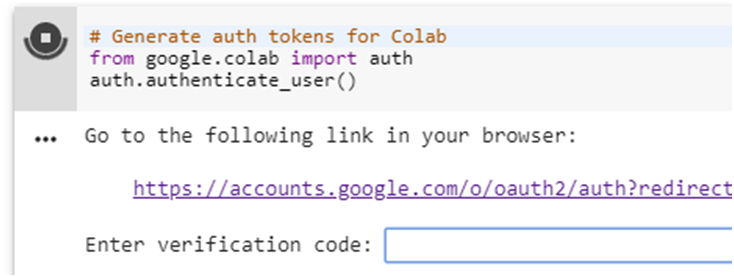 # Generate auth tokens for Colab
from google.colab import auth
auth.authenticate_user()
Go to the following link in your browser:
https://accounts.google.com/o/oauth2/auth?redirect
Enter verification code: